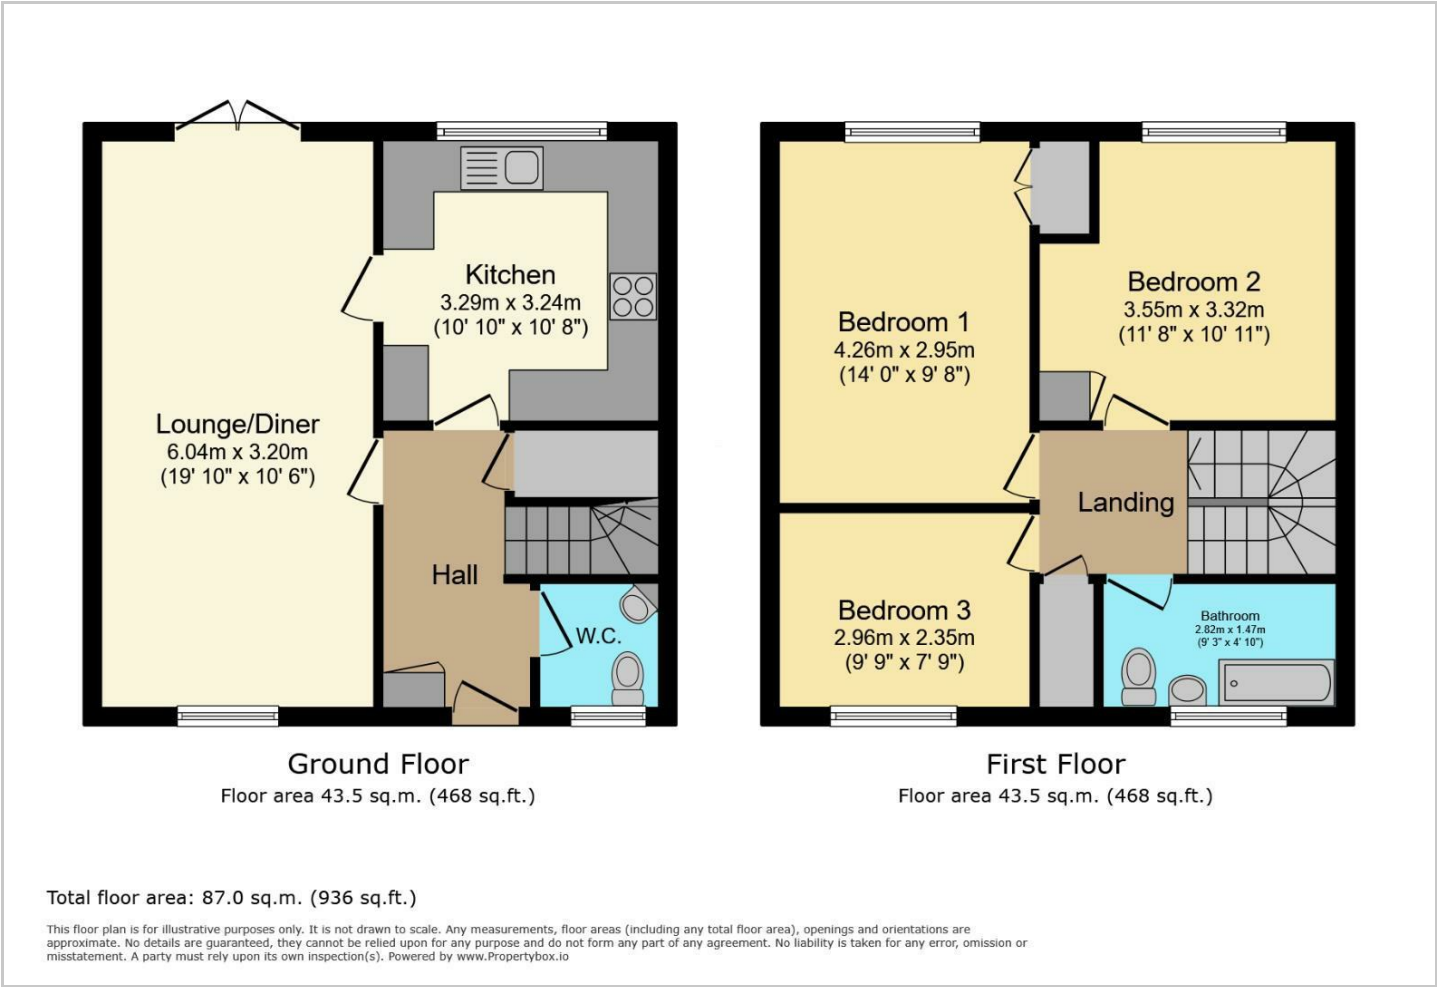 Kitchen
3.29m x 3.24m
(10' 10" x 10' 8")
Lounge/Diner
6.04m x 3.20m
(19' 10" x 10' 6")
Hall
W.C.
Ground Floor
Floor area 43.5 sq.m. (468 sq.ft.)
Bedroom 1
4.26m x 2.95m
(14' 0" x 9' 8")
Bedroom 2
3.55m x 3.32m
(11' 8" x 10' 11")
Landing
Bedroom 3
2.96m x 2.35m
(9' 9" x 7' 9")
Bathroom
2.82m x 1.47m
(9' 3" x 4' 10")
First Floor
Floor area 43.5 sq.m. (468 sq.ft.)
Total floor area: 87.0 sq.m. (936 sq.ft.)
This floor plan is for illustrative purposes only. It is not drawn to scale. Any measurements, floor areas (including any total floor area), openings and orientations are
approximate. No details are guaranteed, they cannot be relied upon for any purpose and do not form any part of any agreement. No liability is taken for any error, omission or
misstatement. A party must rely upon its own inspection(s). Powered by www.Propertybox.io